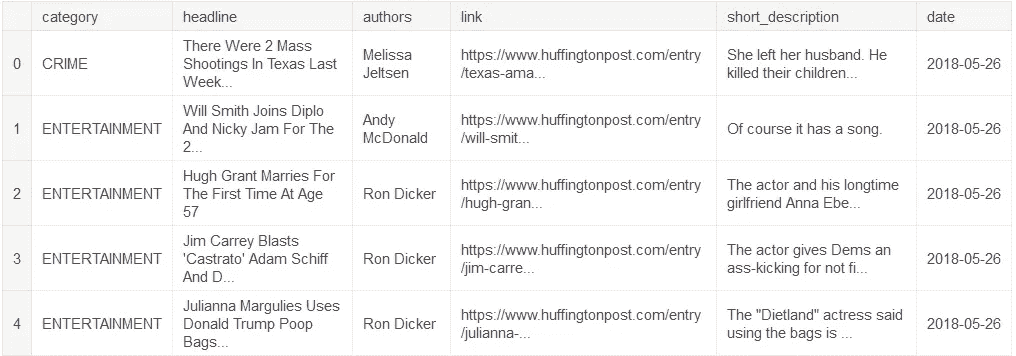 category headline authors link short_description date
0 CRIME There Were 2 Mass Shootings In Texas Last Week... Melissa Jeltsen https://www.huffingtonpost.com/entry/texas-ama... She left her husband. He killed their children... 2018-05-26
1 ENTERTAINMENT Will Smith Joins Diplo And Nicky Jam For The 2... Andy McDonald https://www.huffingtonpost.com/entry/will-smit... Of course it has a song. 2018-05-26
2 ENTERTAINMENT Hugh Grant Marries For The First Time At Age 57 Ron Dicker https://www.huffingtonpost.com/entry/hugh-gran... The actor and his longtime girlfriend Anna Ebe... 2018-05-26
3 ENTERTAINMENT Jim Carrey Blasts 'Castrato' Adam Schiff And D... Ron Dicker https://www.huffingtonpost.com/entry/jim-carre... The actor gives Dems an ass-kicking for not fi... 2018-05-26
4 ENTERTAINMENT Julianna Margulies Uses Donald Trump Poop Bags... Ron Dicker https://www.huffingtonpost.com/entry/julianna-... The "Dietland" actress said using the bags is ... 2018-05-26